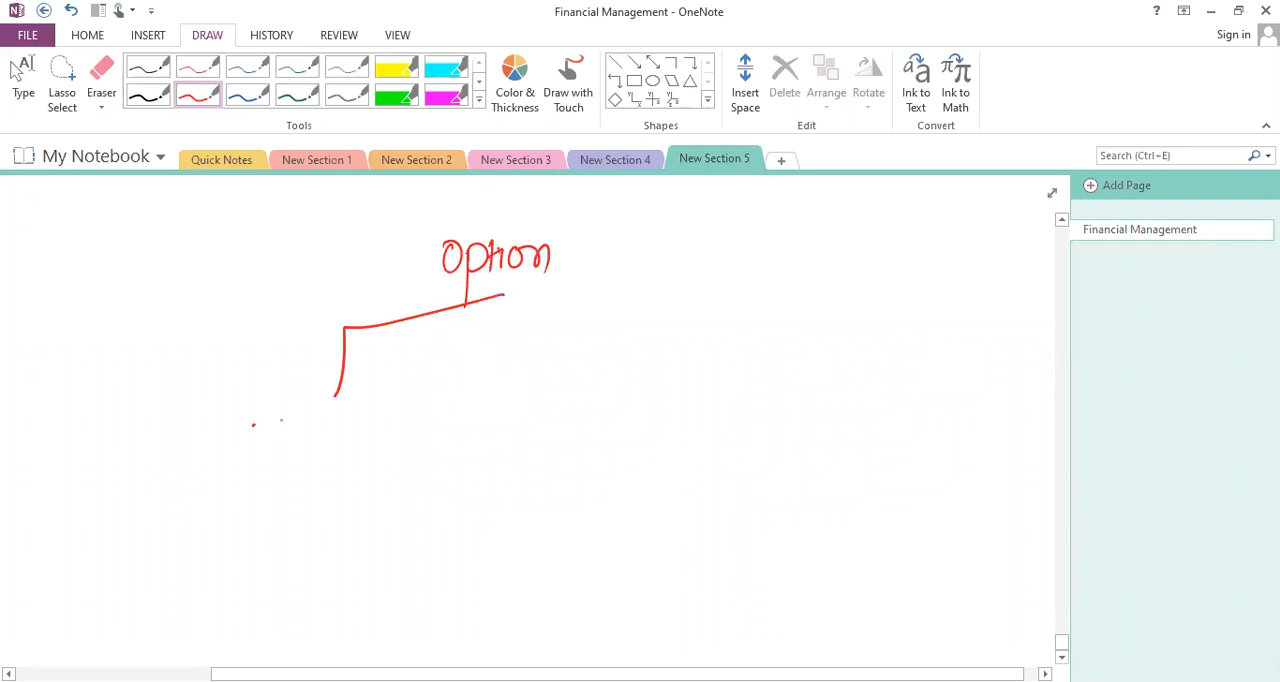 Financial Management - OneNote
?
FILE HOME INSERT DRAW HISTORY REVIEW VIEW
Sign in
Type
Lasso Select
Eraser
Color & Thickness
Draw with Touch
Insert Space
Delete
Arrange
Rotate
Ink to Text
Ink to Math
Tools
Shapes
Edit
Convert
My Notebook
Quick Notes
New Section 1
New Section 2
New Section 3
New Section 4
New Section 5
Search (Ctrl+E)
Add Page
Financial Management
Option